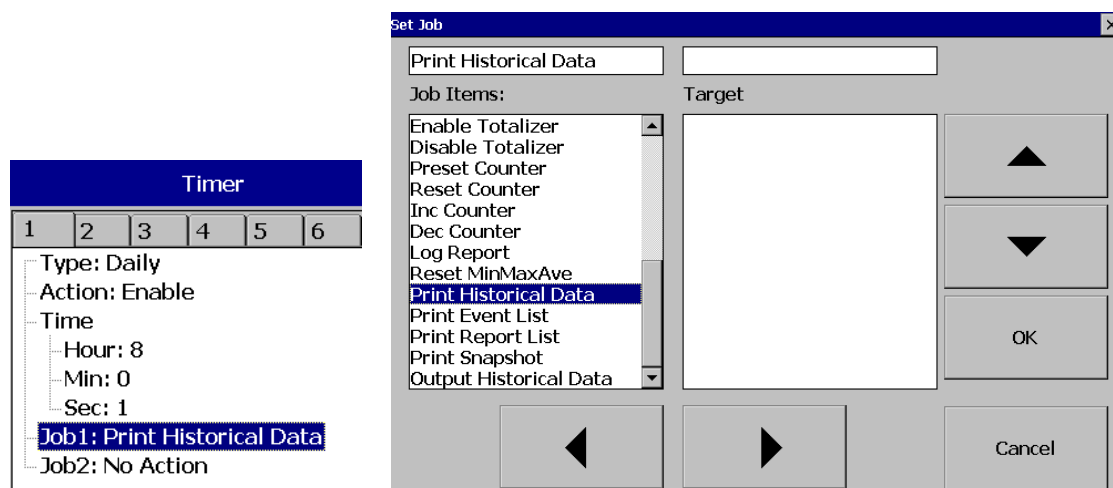 Timer
1 2 3 4 5 6
Type: Daily
Action: Enable
Time
Hour: 8
Min: 0
Sec: 1
Job1: Print Historical Data
Job2: No Action
Set Job
Print Historical Data
Job Items: Target
Enable Totalizer
Disable Totalizer
Preset Counter
Reset Counter
Inc Counter
Dec Counter
Log Report
Reset MinMaxAve
Print Historical Data
Print Event List
Print Report List
Print Snapshot
Output Historical Data
OK
Cancel